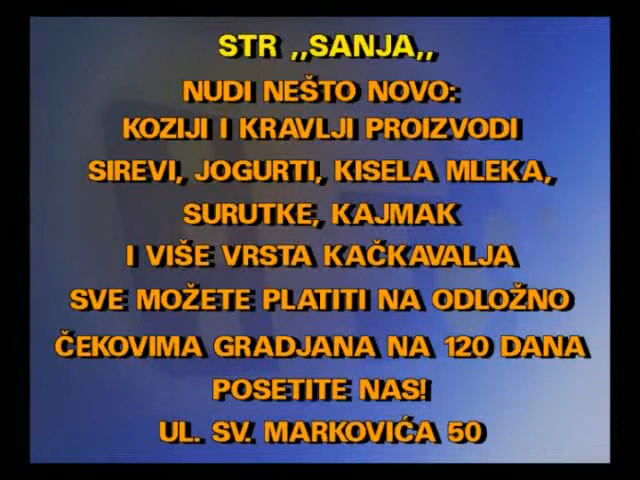 STR ,,SANJA,,
NUDI NEŠTO NOVO:
KOZIJI I KRAVLJI PROIZVODI
SIREVI, JOGURTI, KISELA MLEKA,
SURUTKE, KAJMAK
I VIŠE VRSTA KAČKAVALJA
SVE MOŽETE PLATITI NA ODLOŽNO
ČEKOVIMA GRADJANA NA 120 DANA
POSETITE NAS!
UL. SV. MARKOVIĆA 50